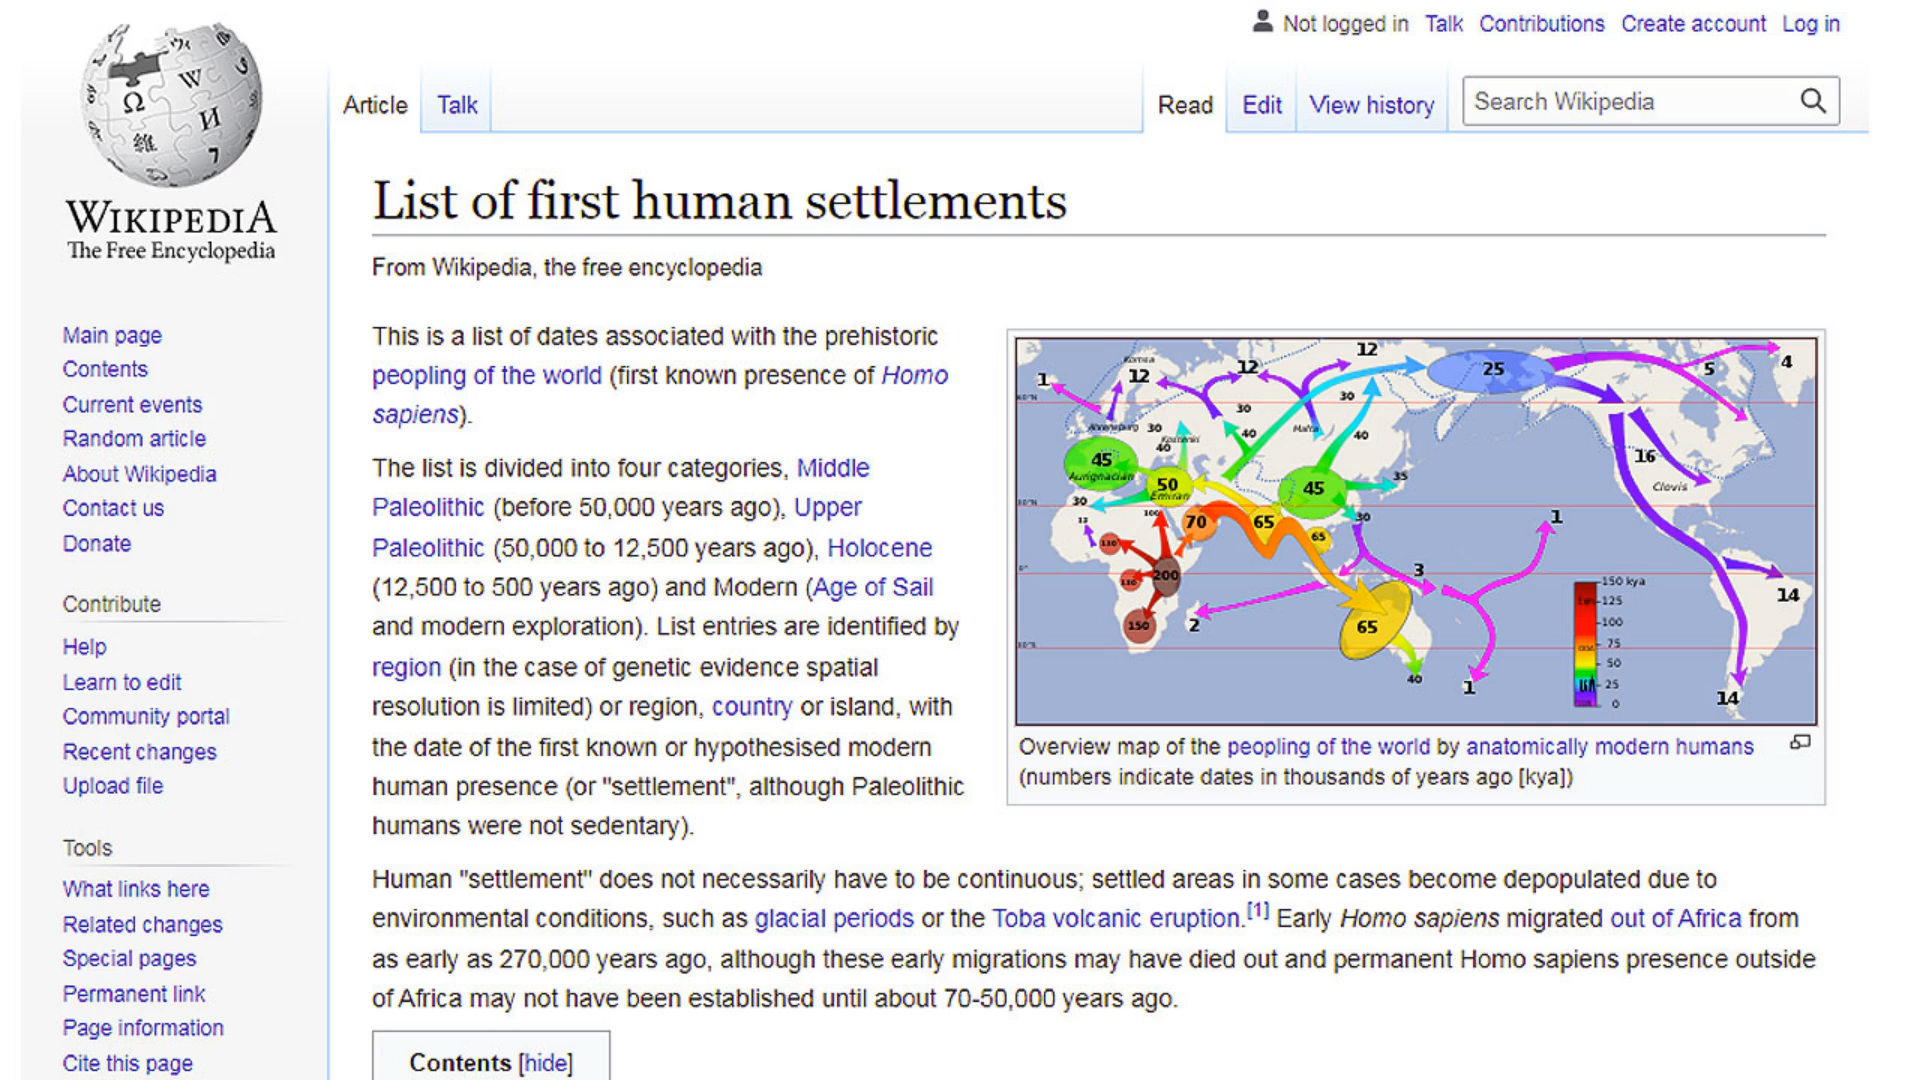 Not logged in Talk Contributions Create account Log in
Article Talk Read Edit View history Search Wikipedia
WIKIPEDIA
The Free Encyclopedia
Main page
Contents
Current events
Random article
About Wikipedia
Contact us
Donate
Contribute
Help
Learn to edit
Community portal
Recent changes
Upload file
Tools
What links here
Related changes
Special pages
Permanent link
Page information
Cite this page
List of first human settlements
From Wikipedia, the free encyclopedia
This is a list of dates associated with the prehistoric
peopling of the world (first known presence of Homo
sapiens).
The list is divided into four categories, Middle
Paleolithic (before 50,000 years ago), Upper
Paleolithic (50,000 to 12,500 years ago), Holocene
(12,500 to 500 years ago) and Modern (Age of Sail
and modern exploration). List entries are identified by
region (in the case of genetic evidence spatial
resolution is limited) or region, country or island, with
the date of the first known or hypothesised modern
human presence (or "settlement", although Paleolithic
humans were not sedentary).
12
12 12 25 5 4
1
30 30
Ahrensburg 30 40 Malta 40
Kostenki
40
45 Aurignacian
50 Emiran
45
35
16
Clovis
30
100
70 65 30 1
65
130
130 200
3
150 2
65
40
1
14
14
150 kya
125
100
75
50
25
0
Overview map of the peopling of the world by anatomically modern humans
(numbers indicate dates in thousands of years ago [kya])
Human "settlement" does not necessarily have to be continuous; settled areas in some cases become depopulated due to
environmental conditions, such as glacial periods or the Toba volcanic eruption.[1] Early Homo sapiens migrated out of Africa from
as early as 270,000 years ago, although these early migrations may have died out and permanent Homo sapiens presence outside
of Africa may not have been established until about 70-50,000 years ago.
Contents [hide]